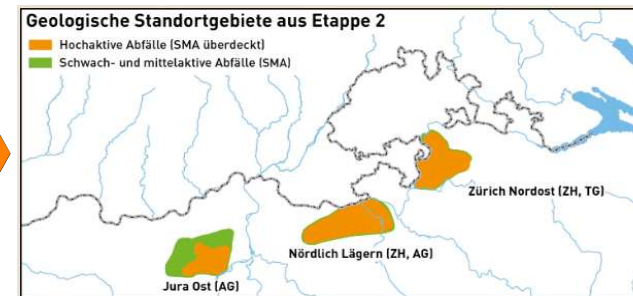 Geologische Standortgebiete aus Etappe 2
Hochaktive Abfälle (SMA überdeckt)
Schwach- und mittelaktive Abfälle (SMA)
Zürich Nordost (ZH, TG)
Nördlich Lägern (ZH, AG)
Jura Ost (AG)